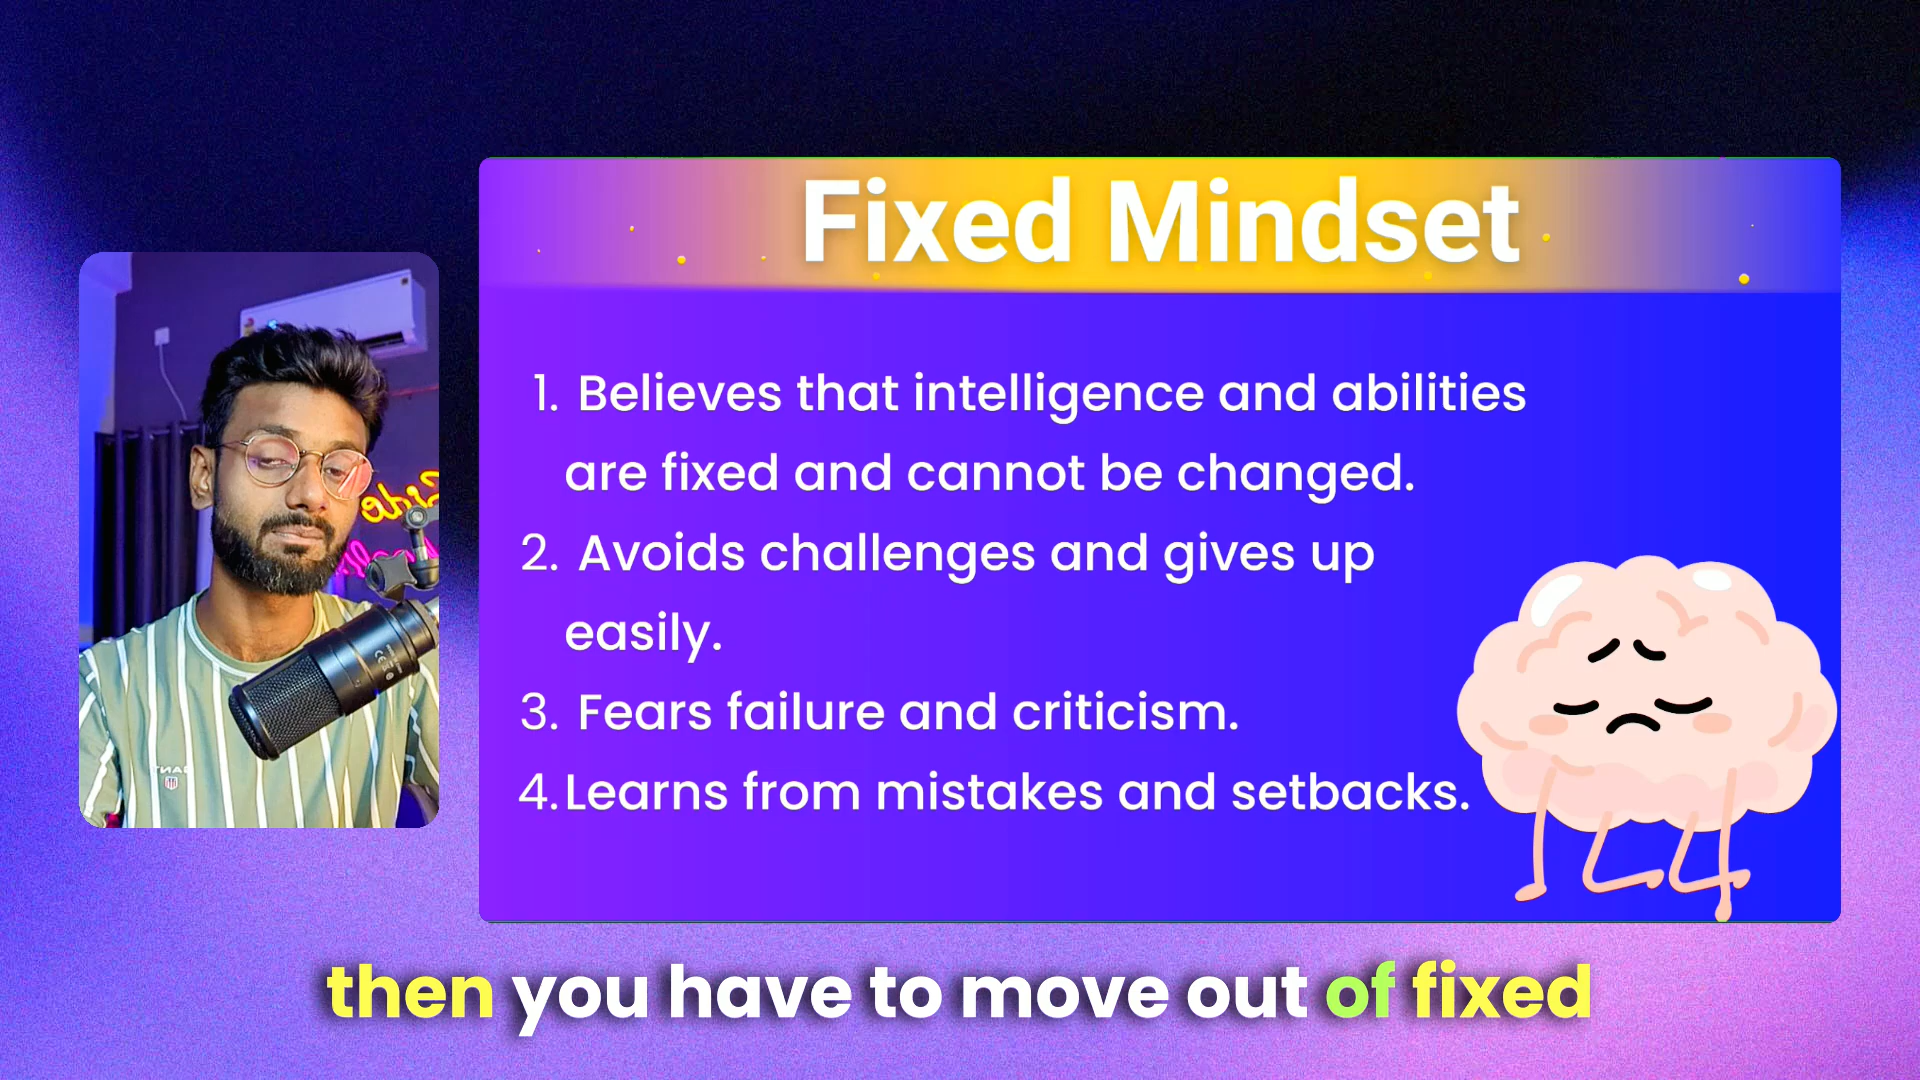 Fixed Mindset
1. Believes that intelligence and abilities
are fixed and cannot be changed.
2. Avoids challenges and gives up
easily.
3. Fears failure and criticism.
4. Learns from mistakes and setbacks.
then you have to move out of fixed